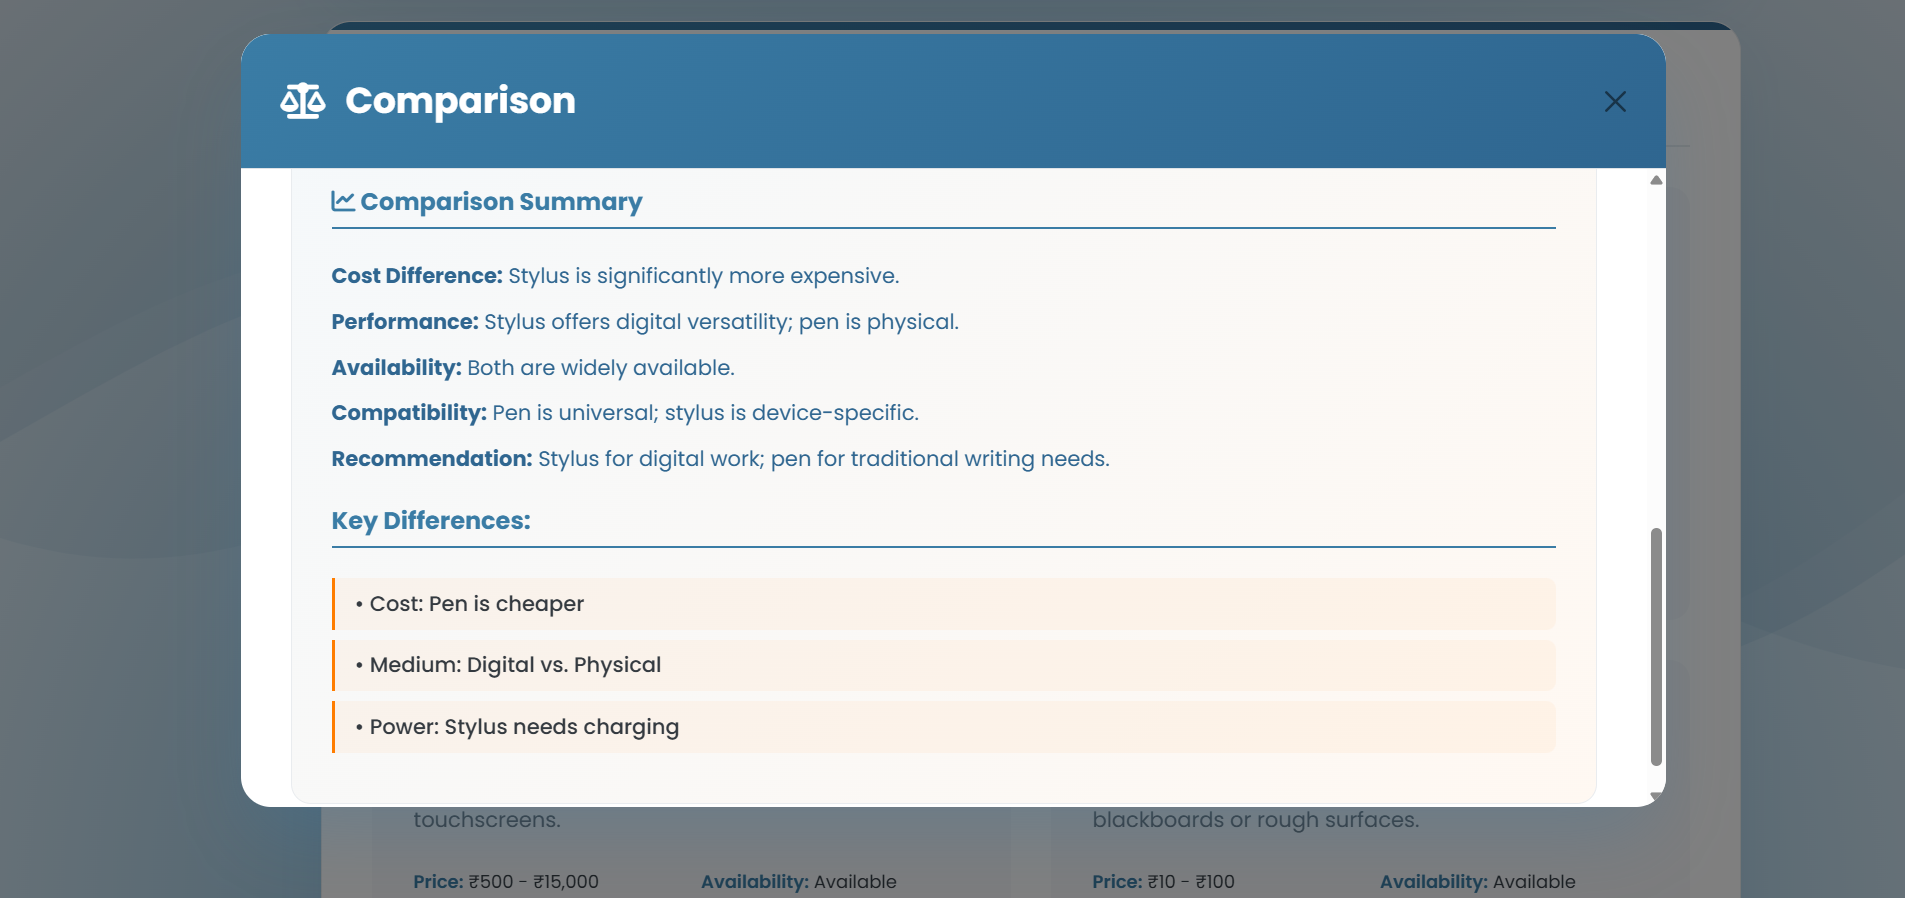 Comparison
Comparison Summary
Cost Difference: Stylus is significantly more expensive.
Performance: Stylus offers digital versatility; pen is physical.
Availability: Both are widely available.
Compatibility: Pen is universal; stylus is device-specific.
Recommendation: Stylus for digital work; pen for traditional writing needs.
Key Differences:
• Cost: Pen is cheaper
• Medium: Digital vs. Physical
• Power: Stylus needs charging
touchscreens.
blackboards or rough surfaces.
Price: ₹500 - ₹15,000
Availability: Available
Price: ₹10 - ₹100
Availability: Available